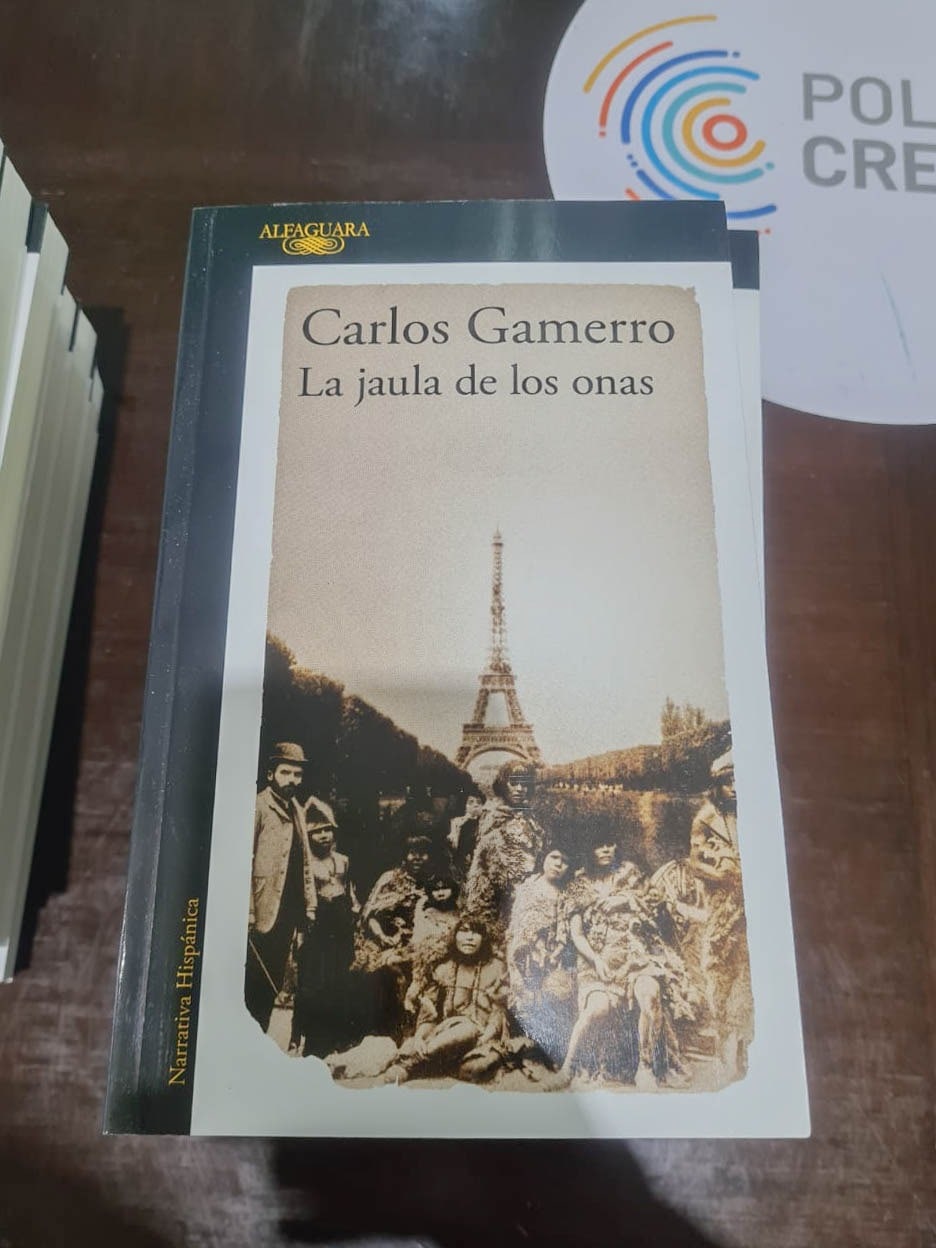 POL
CRE
ALFAGUARA
Carlos Gamerro
La jaula de los onas
Narrativa Hispánica